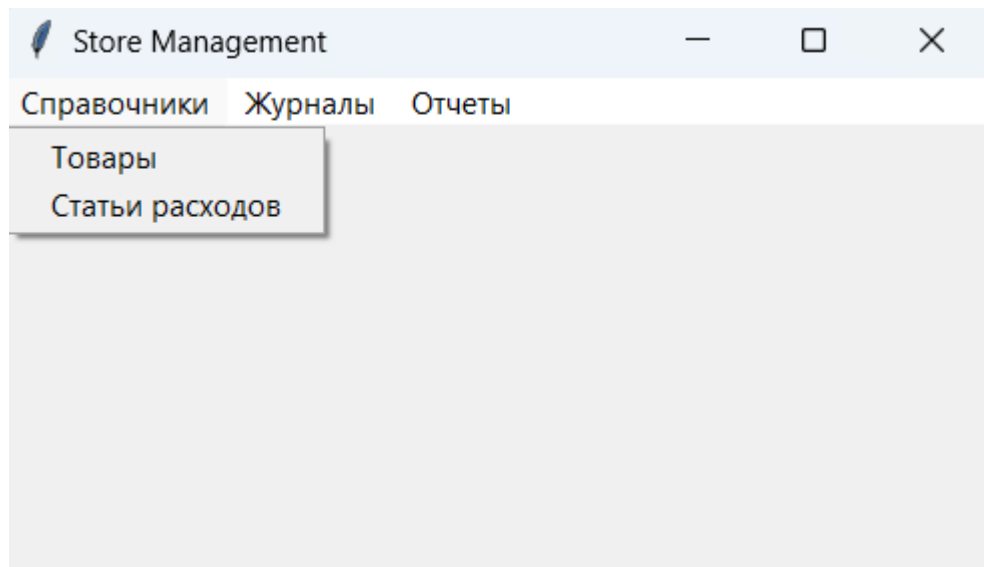 Store Management
Справочники Журналы Отчеты
Товары
Статьи расходов